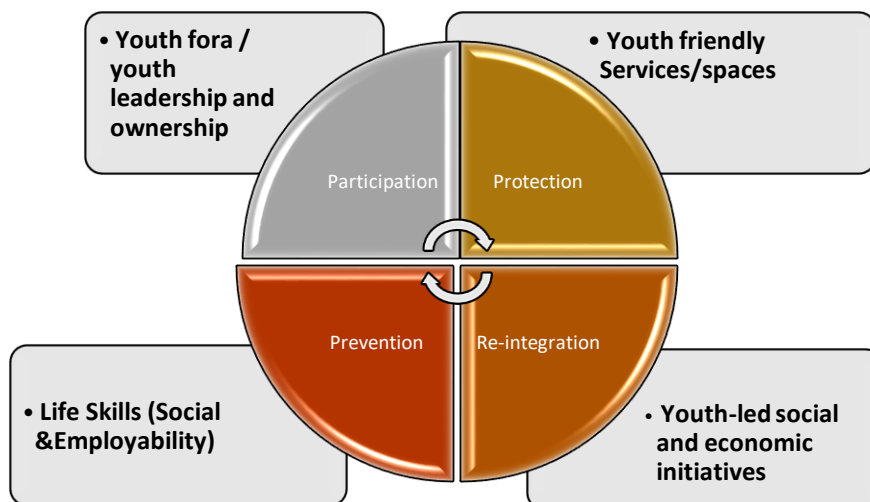 • Youth fora /
youth
leadership and
ownership
• Youth friendly
Services/spaces
Participation
Protection
Prevention
Re-integration
• Life Skills (Social
&Employability)
• Youth-led social
and economic
initiatives